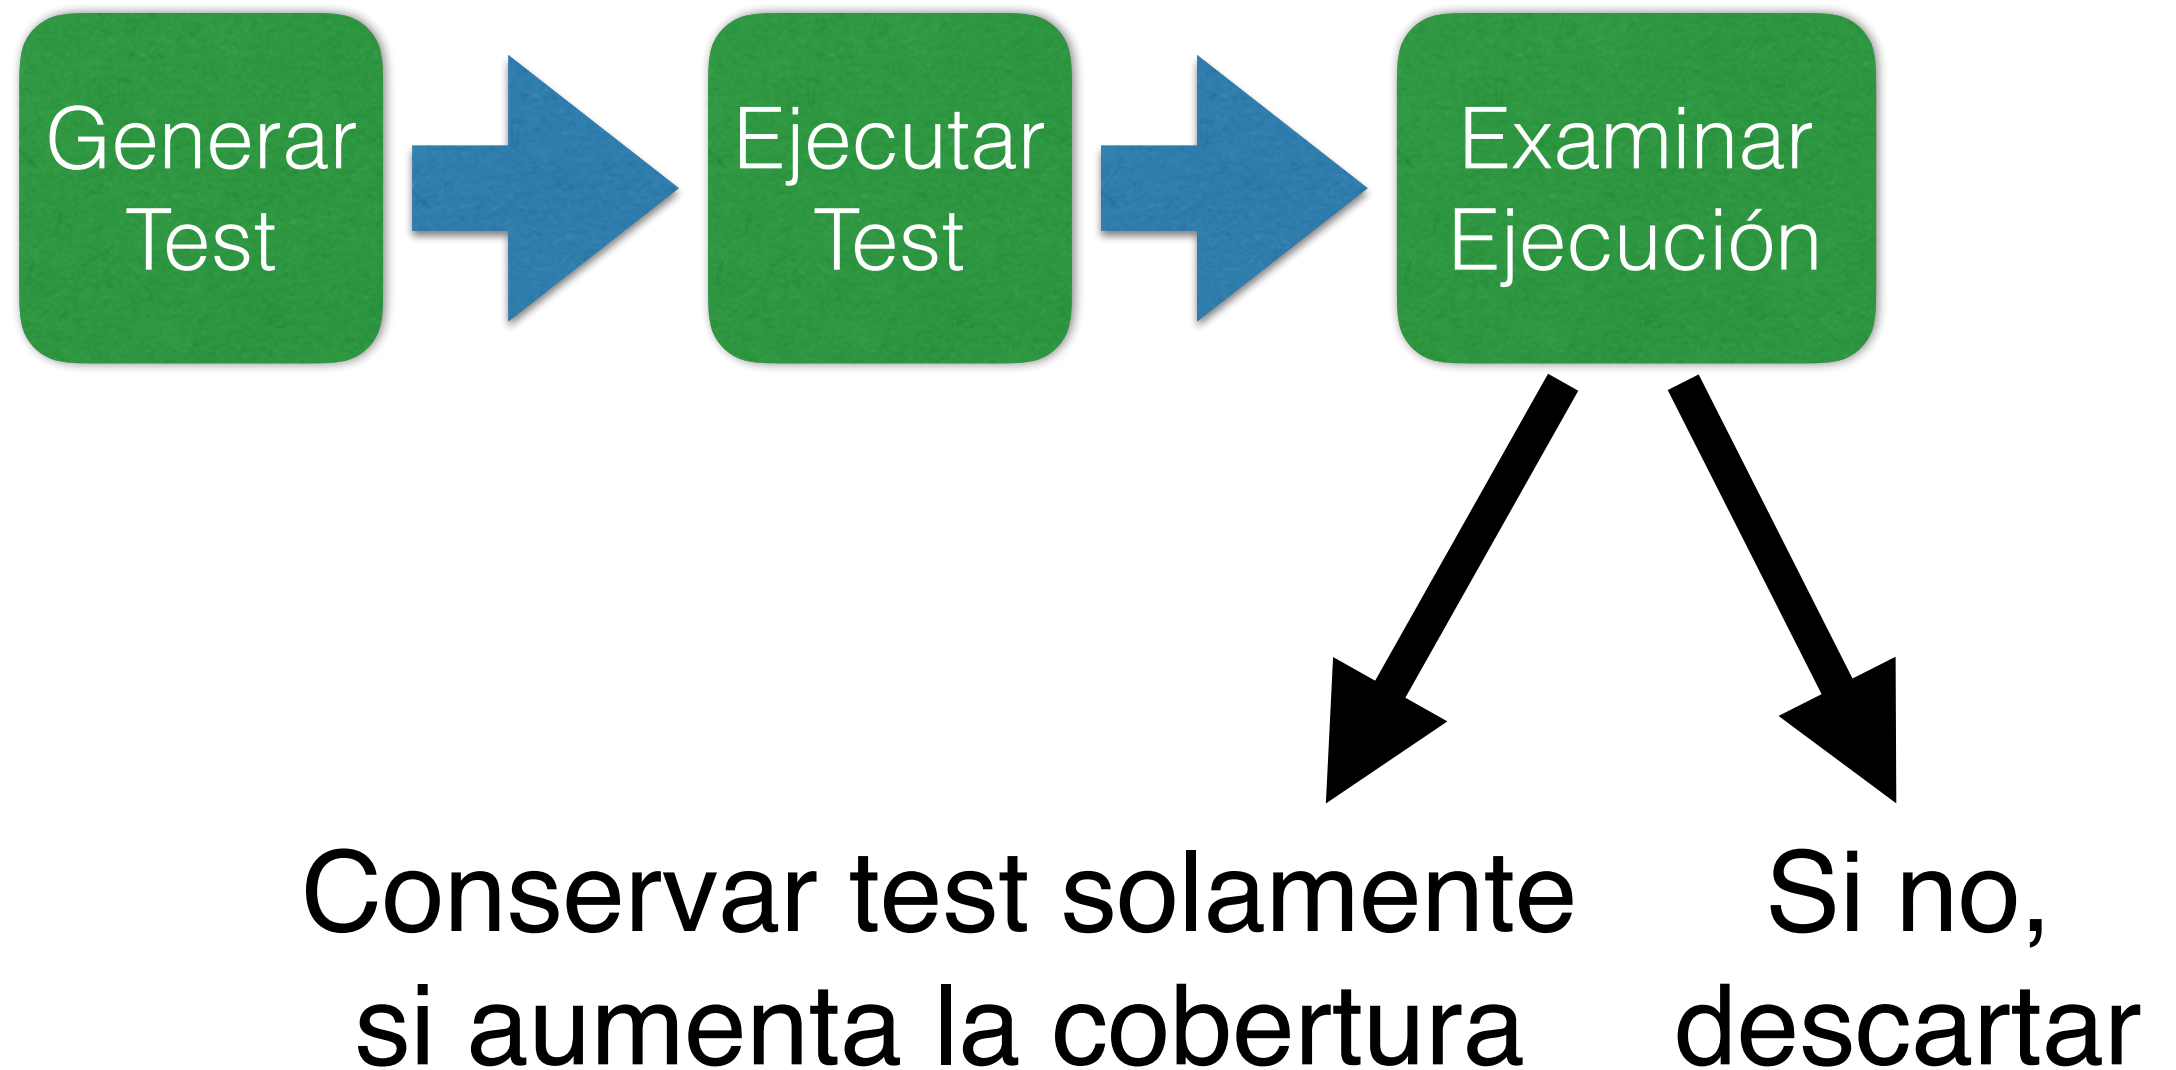 Generar
Test
Ejecutar
Test
Examinar
Ejecución
Conservar test solamente
si aumenta la cobertura
Si no,
descartar